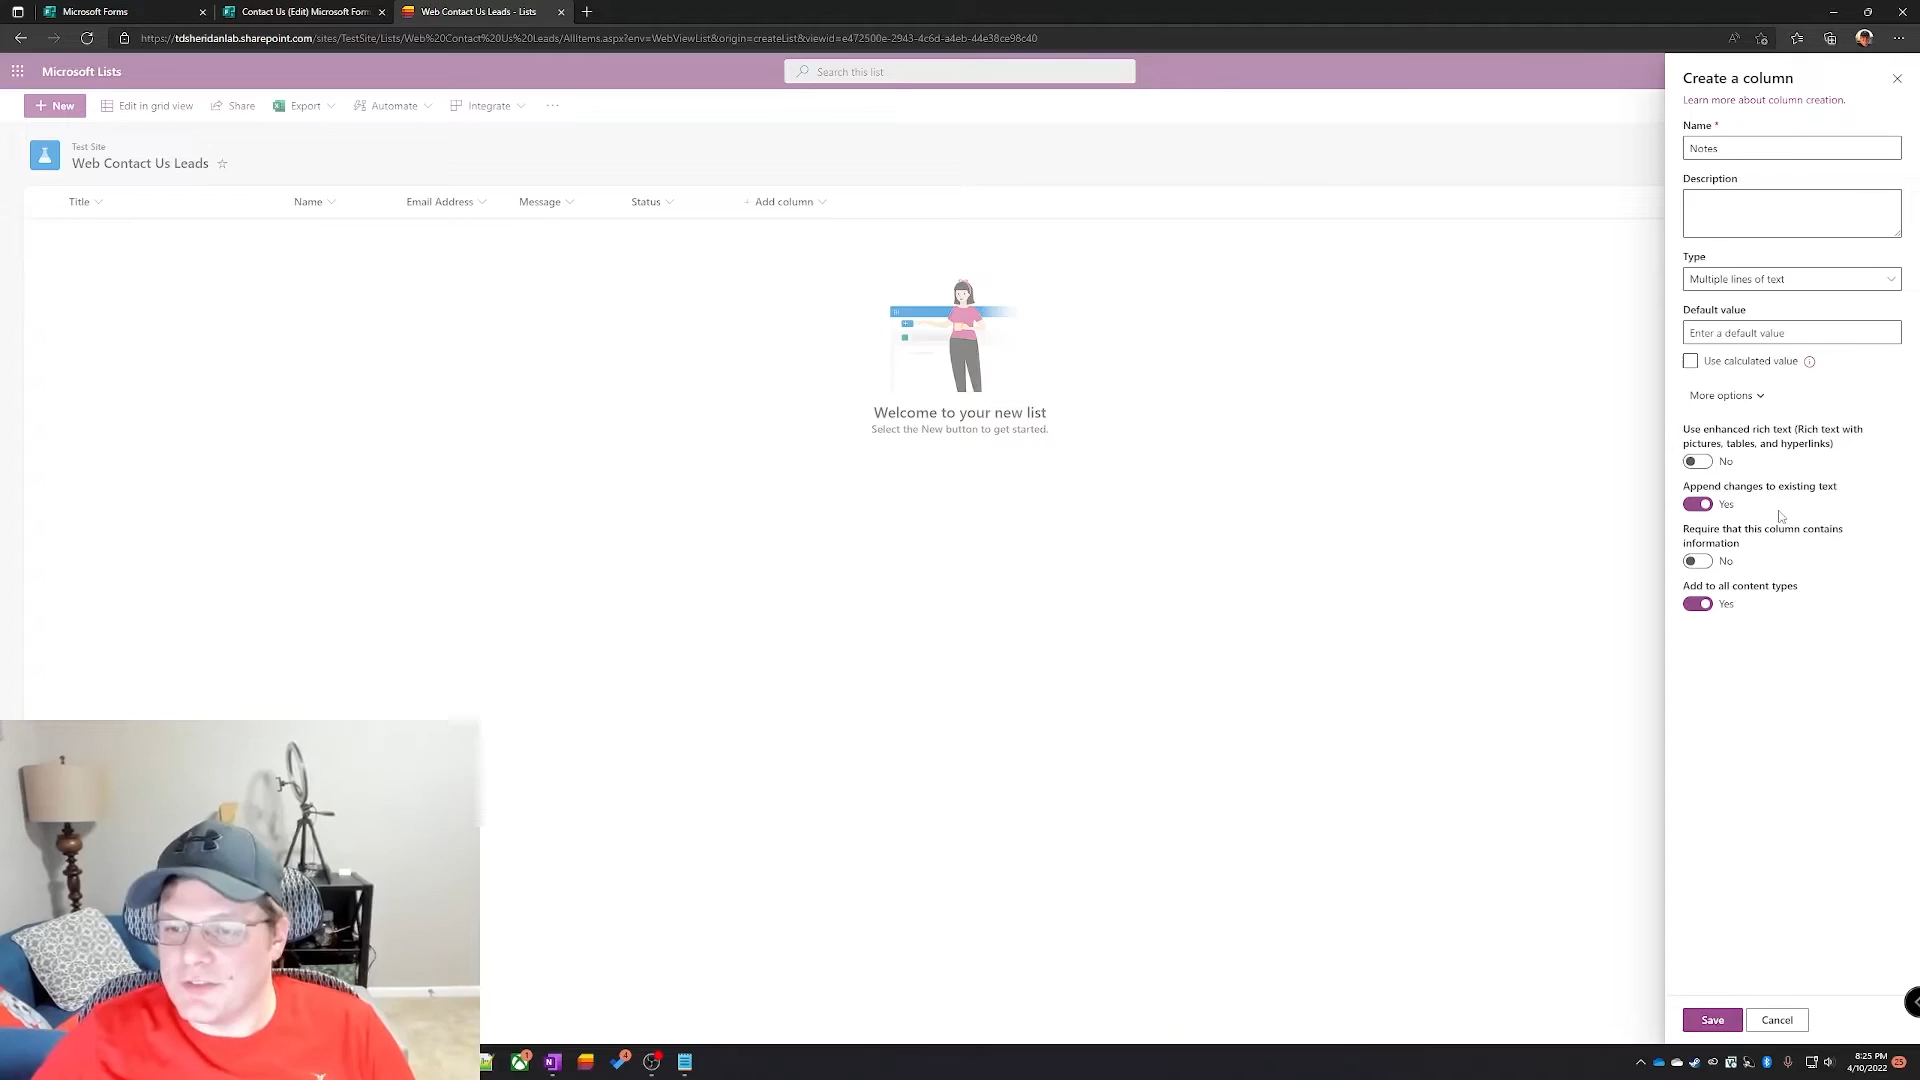 Microsoft Forms
Contact Us (Edit) Microsoft Form
Web Contact Us Leads - Lists
https://tdsheridanlab.sharepoint.com/sites/TestSite/Lists/Web%20Contact%20Us%20Leads/AllItems.aspx?env=WebViewList&origin=createList&viewid=e472500e-2943-4c6d-a4eb-44e38ce98c40
Microsoft Lists
Search this list
New
Edit in grid view
Share
Export
Automate
Integrate
Test Site
Web Contact Us Leads
Title
Name
Email Address
Message
Status
+ Add column
Welcome to your new list
Select the New button to get started.
Create a column
Learn more about column creation.
Name *
Notes
Description
Type
Multiple lines of text
Default value
Enter a default value
Use calculated value
More options
Use enhanced rich text (Rich text with
pictures, tables, and hyperlinks)
No
Append changes to existing text
Yes
Require that this column contains
information
No
Add to all content types
Yes
Save
Cancel
1
4
8:25 PM
4/10/2022
25